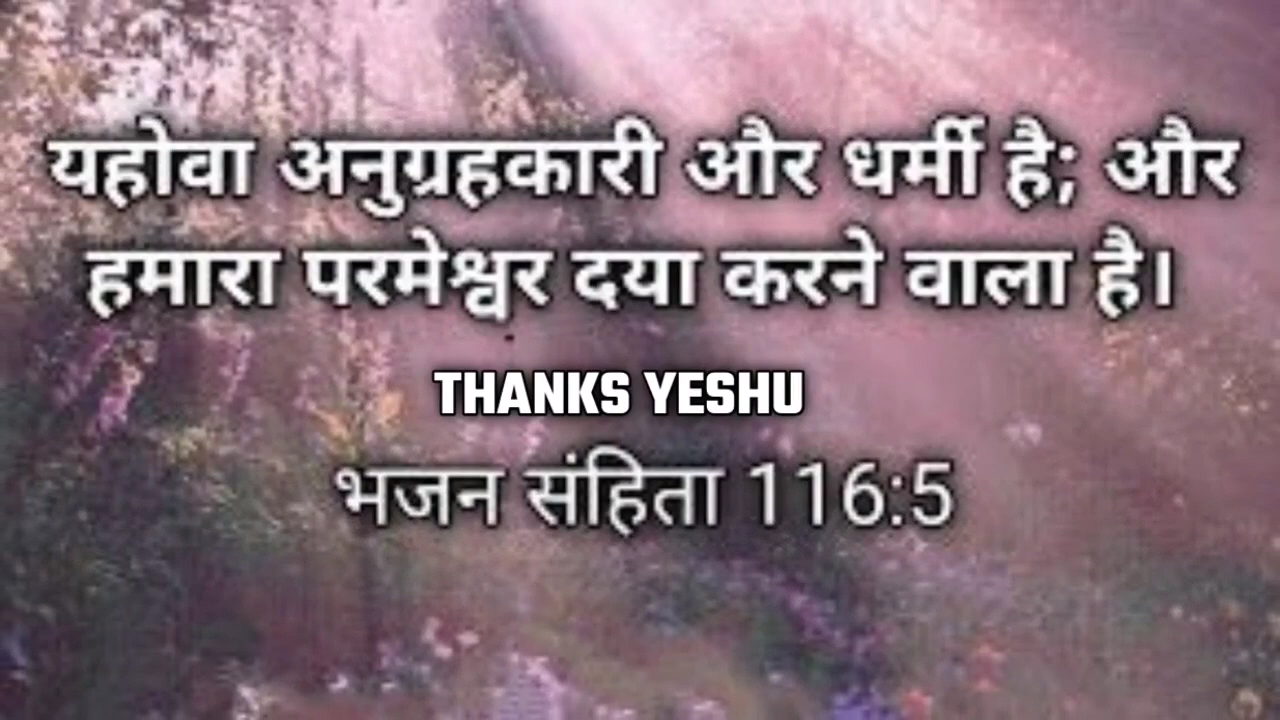 यहोवा अनुग्रहकारी और धर्मी है; और
हमारा परमेश्वर दया करने वाला है।
THANKS YESHU
भजन संहिता 116:5